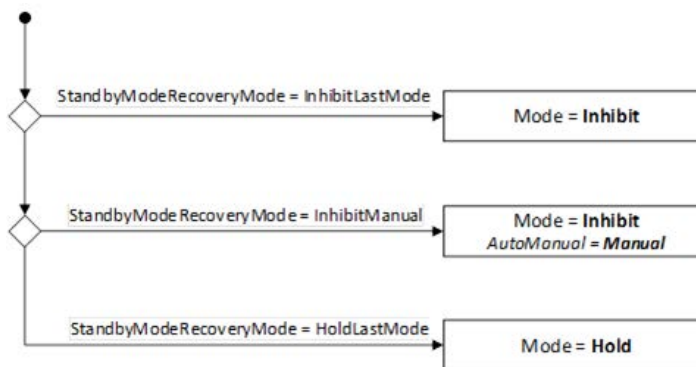 StandbyModeRecoveryMode = InhibitLastMode
Mode = Inhibit
StandbyModeRecoveryMode = InhibitManual
Mode = Inhibit
AutoManual = Manual
StandbyModeRecoveryMode = HoldLastMode
Mode = Hold